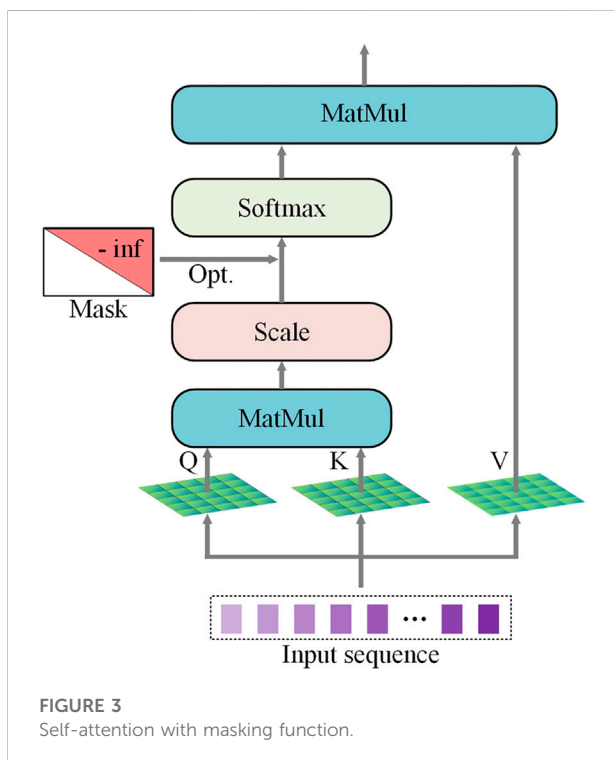 MatMul
Softmax
- inf
Opt.
Mask
Scale
MatMul
Q
K
V
...
Input sequence
FIGURE 3
Self-attention with masking function.